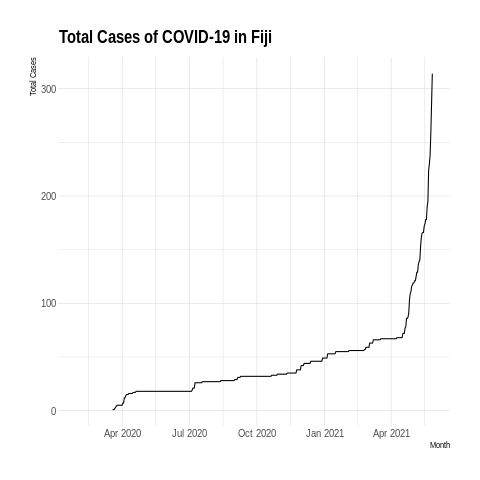 Total Cases of COVID-19 in Fiji
Total Cases
300
200
100
0
Apr 2020 Jul 2020 Oct 2020 Jan 2021 Apr 2021
Month